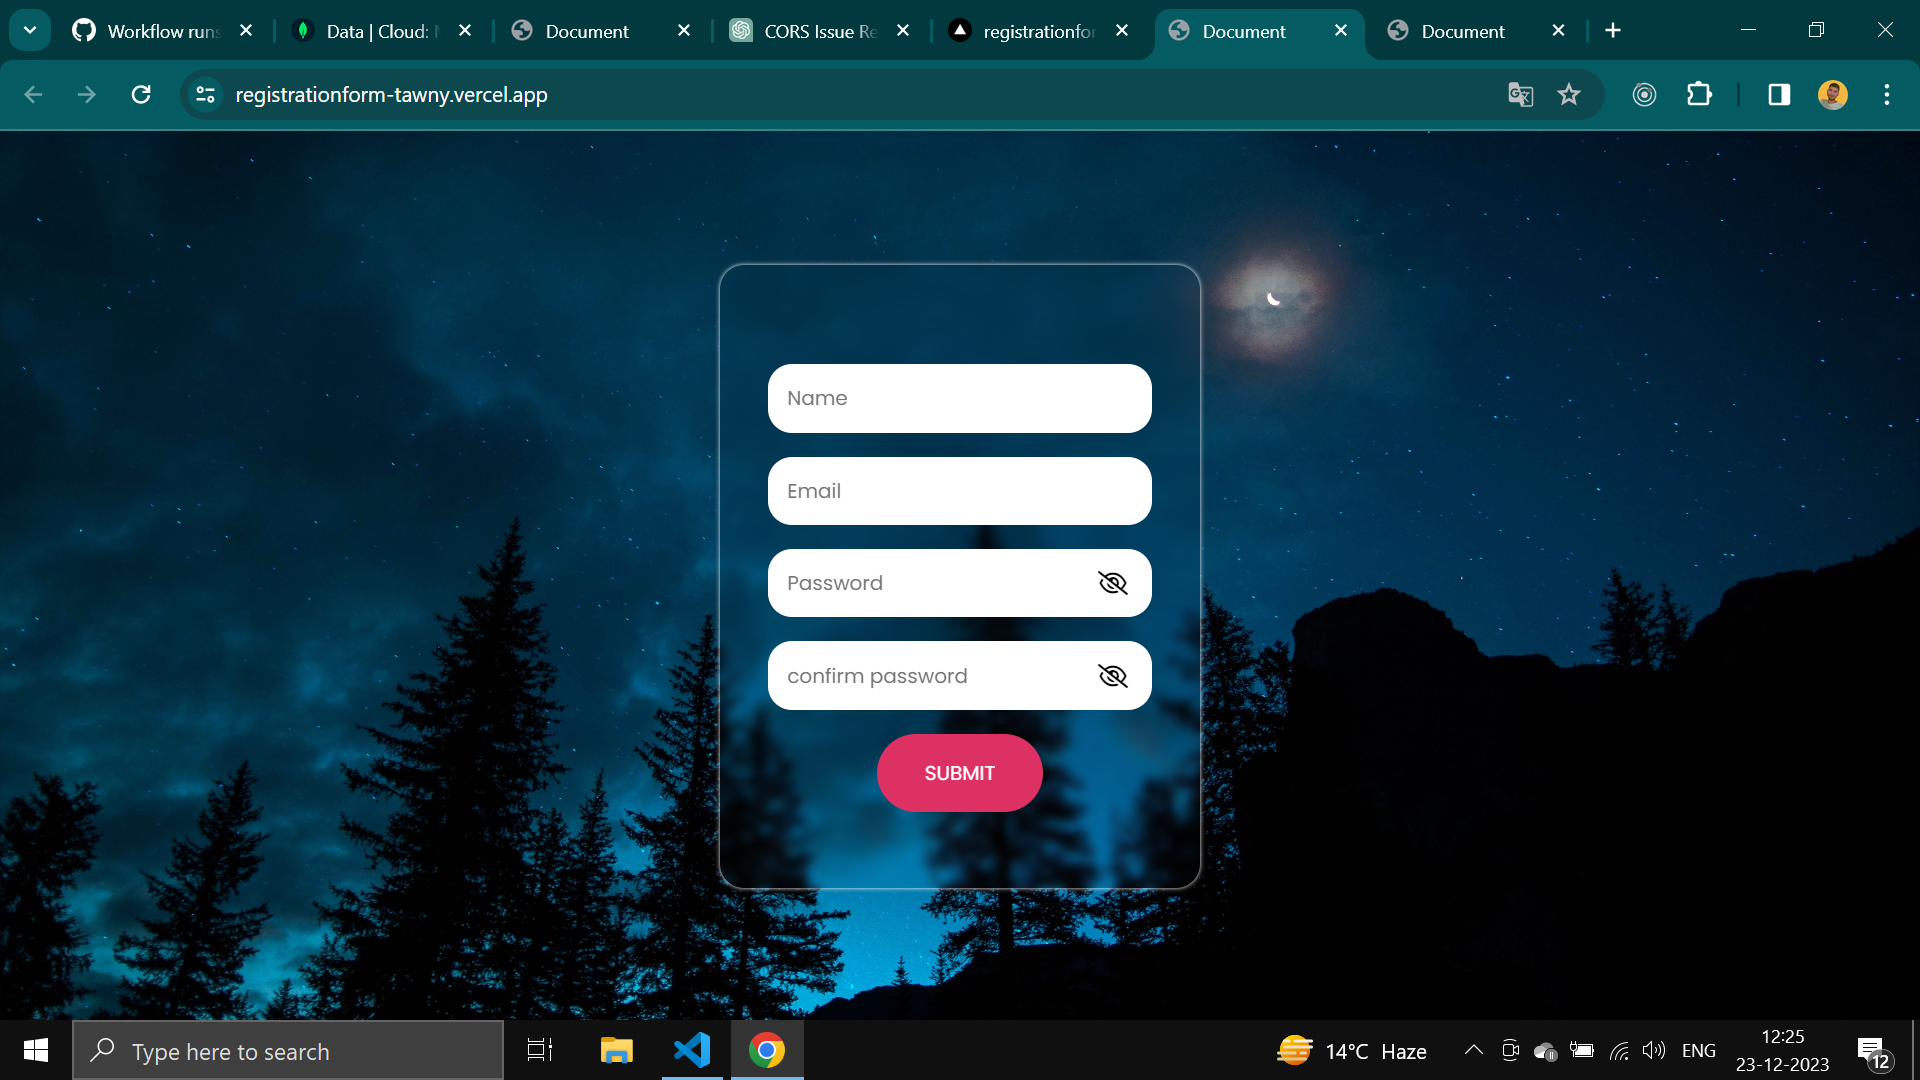 Workflow runs
Data | Cloud:
Document
CORS Issue Re
registrationfor
Document
Document
registrationform-tawny.vercel.app
Name
Email
Password
confirm password
SUBMIT
Type here to search
14°C Haze
ENG
12:25
23-12-2023
12